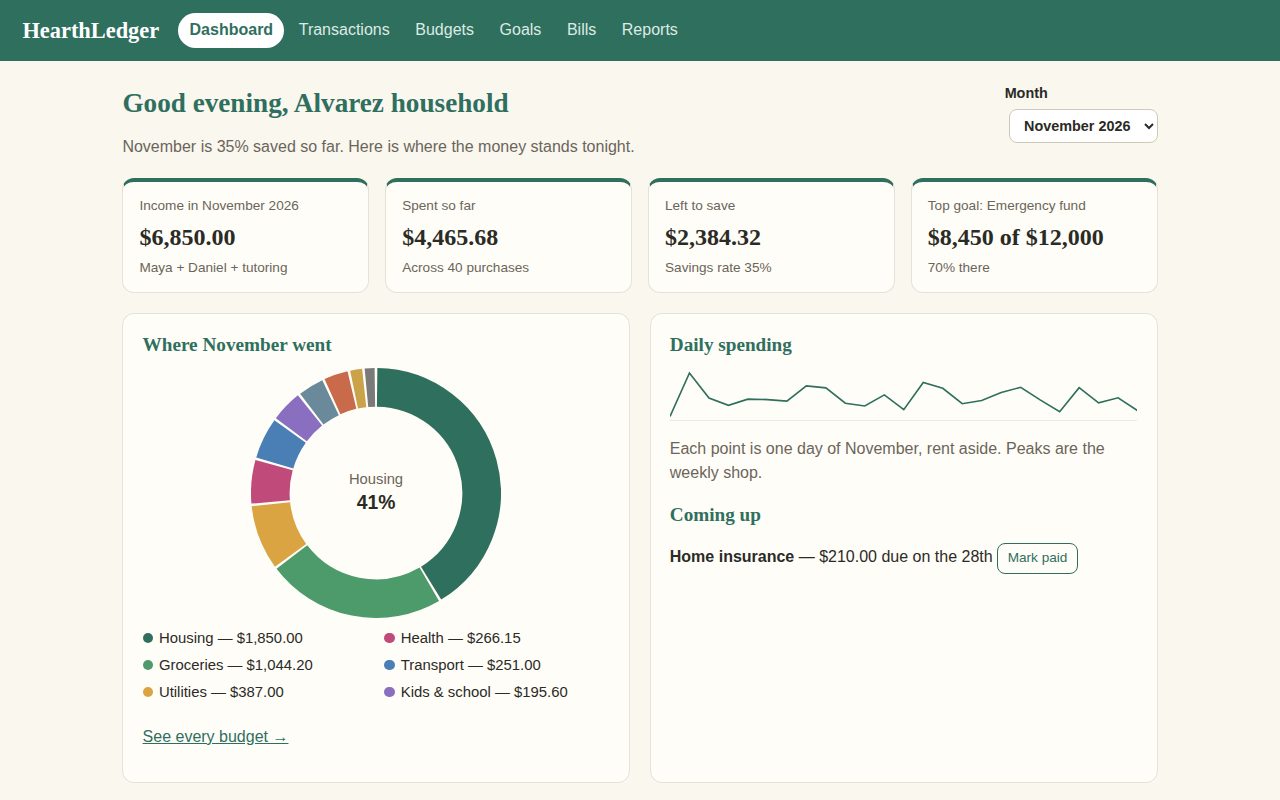 HearthLedger Dashboard Transactions Budgets Goals Bills Reports
Good evening, Alvarez household
November is 35% saved so far. Here is where the money stands tonight.
Month
November 2026
Income in November 2026
$6,850.00
Maya + Daniel + tutoring
Spent so far
$4,465.68
Across 40 purchases
Left to save
$2,384.32
Savings rate 35%
Top goal: Emergency fund
$8,450 of $12,000
70% there
Where November went
Housing
41%
Housing — $1,850.00
Groceries — $1,044.20
Utilities — $387.00
Health — $266.15
Transport — $251.00
Kids & school — $195.60
See every budget →
Daily spending
Each point is one day of November, rent aside. Peaks are the
weekly shop.
Coming up
Home insurance — $210.00 due on the 28th Mark paid